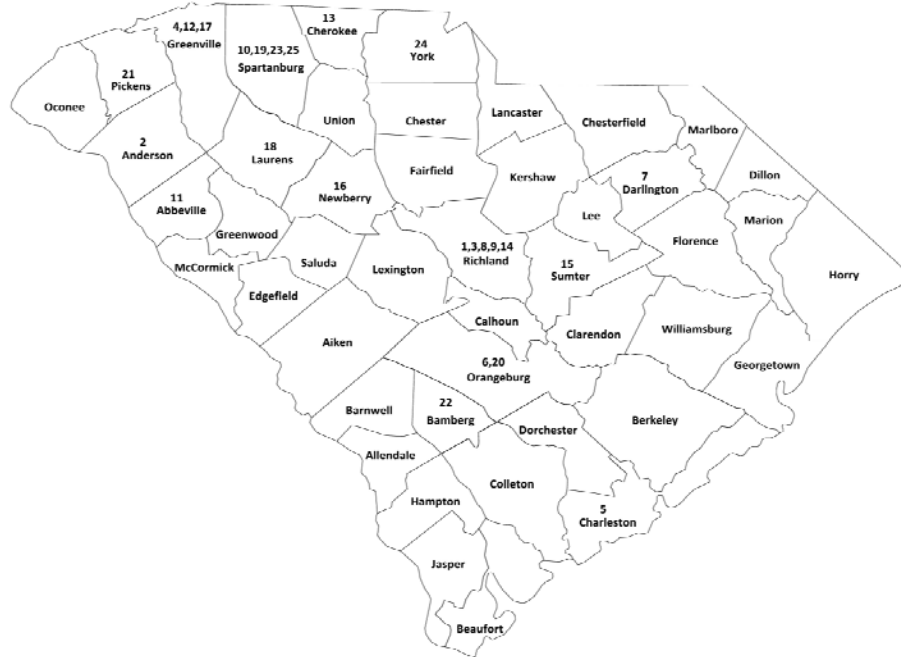 4,12,17
Greenville
10,19,23,25
Spartanburg
13
Cherokee
24
York
21
Pickens
Oconee
Union
Chester
Lancaster
Chesterfield
Marlboro
2
Anderson
18
Laurens
16
Newberry
Fairfield
Kershaw
7
Darlington
Dillon
11
Abbeville
Greenwood
Lee
Marion
McCormick
Saluda
Lexington
1,3,8,9,14
Richland
15
Sumter
Florence
Horry
Edgefield
Aiken
Calhoun
Clarendon
Williamsburg
Georgetown
6,20
Orangeburg
Barnwell
22
Bamberg
Dorchester
Berkeley
Allendale
Colleton
Hampton
5
Charleston
Jasper
Beaufort